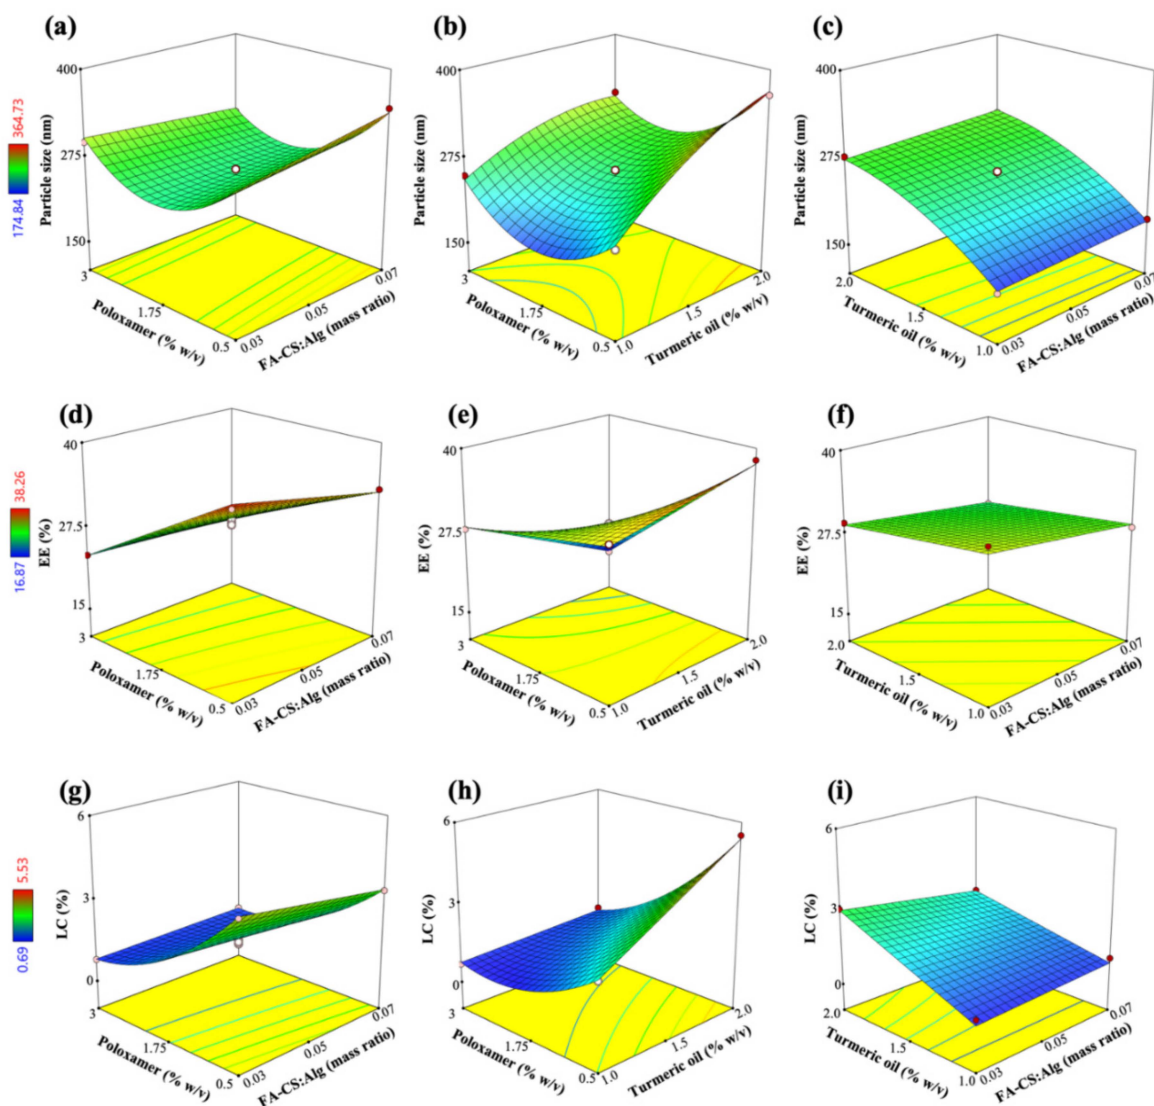 (a)
(b)
(c)
364.73
174.84
Particle size (nm)
400
275
150
3
1.75
0.5
Poloxamer (% w/v)
0.03
0.05
0.07
FA-CS:Alg (mass ratio)
Particle size (nm)
400
275
150
3
1.75
0.5
Poloxamer (% w/v)
1.0
1.5
2.0
Turmeric oil (% w/v)
Particle size (nm)
400
275
150
2.0
1.5
1.0
Turmeric oil (% w/v)
0.03
0.05
0.07
FA-CS:Alg (mass ratio)
(d)
(e)
(f)
38.26
16.87
EE (%)
40
27.5
15
3
1.75
0.5
Poloxamer (% w/v)
0.03
0.05
0.07
FA-CS:Alg (mass ratio)
EE (%)
40
27.5
15
3
1.75
0.5
Poloxamer (% w/v)
1.0
1.5
2.0
Turmeric oil (% w/v)
EE (%)
40
27.5
15
2.0
1.5
1.0
Turmeric oil (% w/v)
0.03
0.05
0.07
FA-CS:Alg (mass ratio)
(g)
(h)
(i)
5.53
0.69
LC (%)
6
3
0
3
1.75
0.5
Poloxamer (% w/v)
0.03
0.05
0.07
FA-CS:Alg (mass ratio)
LC (%)
6
3
0
3
1.75
0.5
Poloxamer (% w/v)
1.0
1.5
2.0
Turmeric oil (% w/v)
LC (%)
6
3
0
2.0
1.5
1.0
Turmeric oil (% w/v)
0.03
0.05
0.07
FA-CS:Alg (mass ratio)